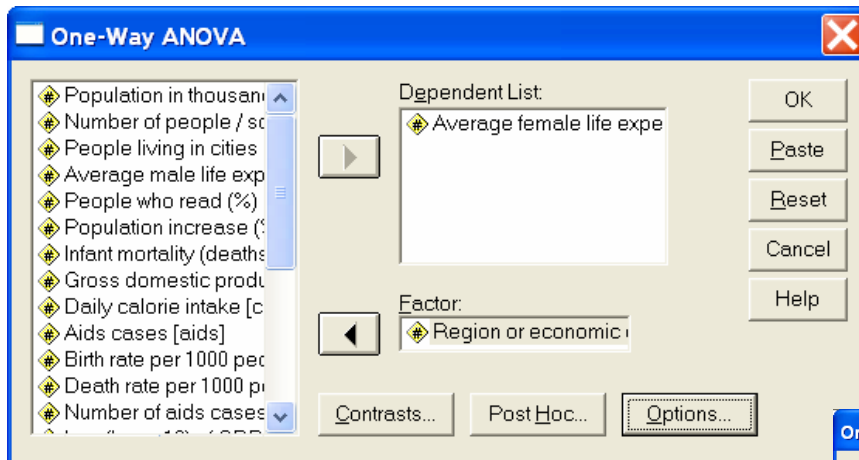 One-Way ANOVA
Population in thousan
Number of people / sq
People living in cities
Average male life exp
People who read (%)
Population increase (%
Infant mortality (deaths
Gross domestic produ
Daily calorie intake [c
Aids cases [aids]
Birth rate per 1000 peo
Death rate per 1000 p
Number of aids cases
Dependent List:
Average female life expe
Factor:
Region or economic
Contrasts...
Post Hoc...
Options...
OK
Paste
Reset
Cancel
Help
On